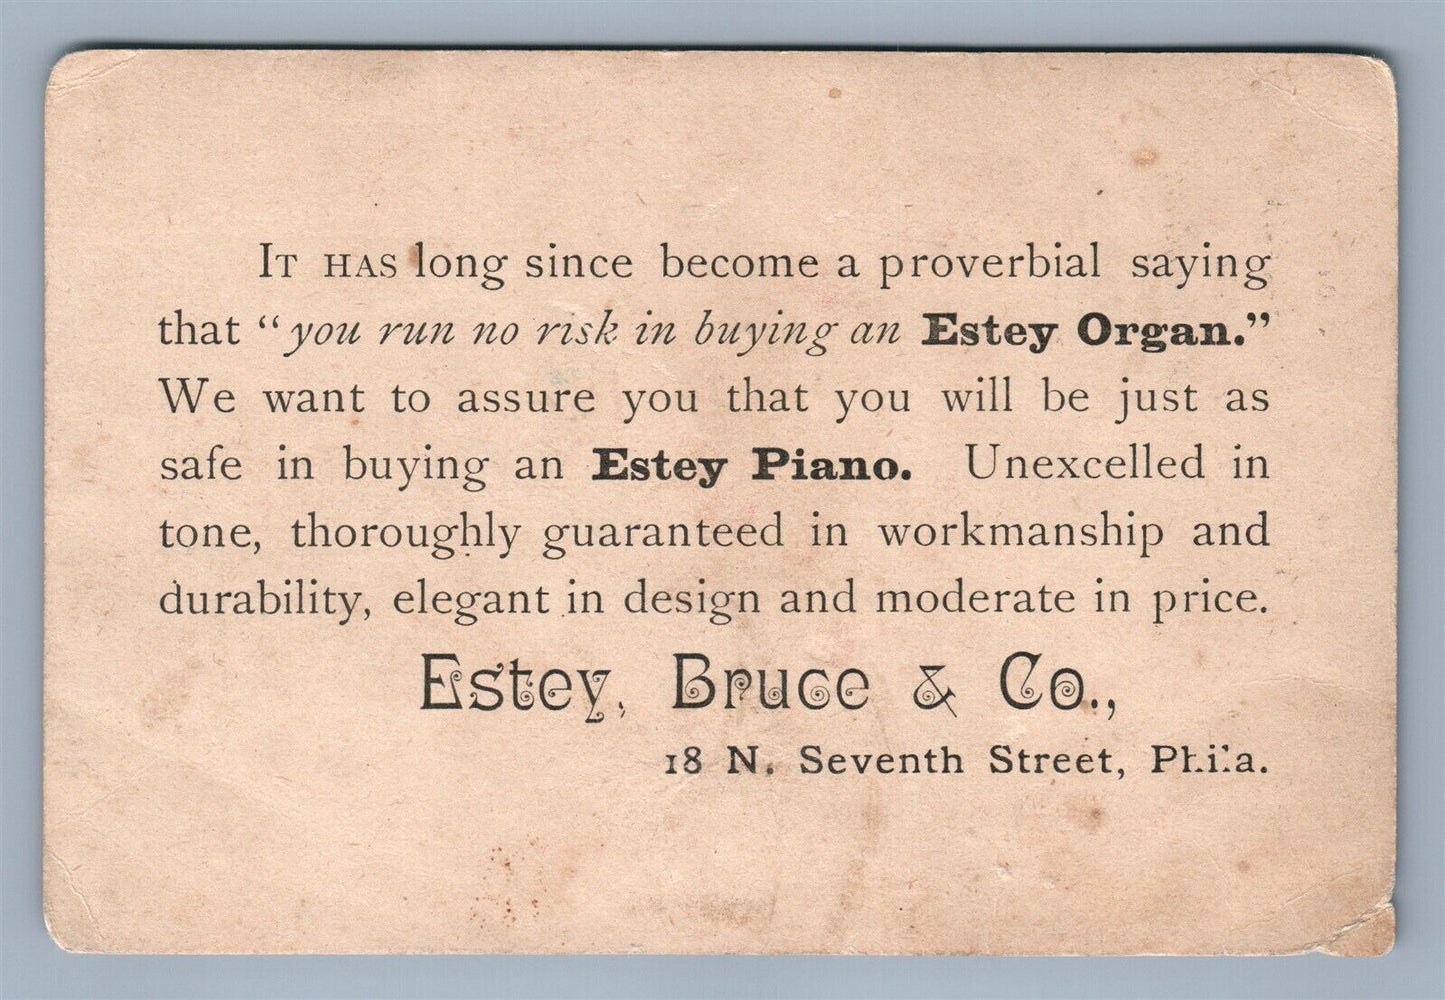 It has long since become a proverbial saying
that "you run no risk in buying an Estey Organ."
We want to assure you that you will be just as
safe in buying an Estey Piano. Unexcelled in
tone, thoroughly guaranteed in workmanship and
durability, elegant in design and moderate in price.
Estey, Bruce & Co.,
18 N. Seventh Street, Phila.